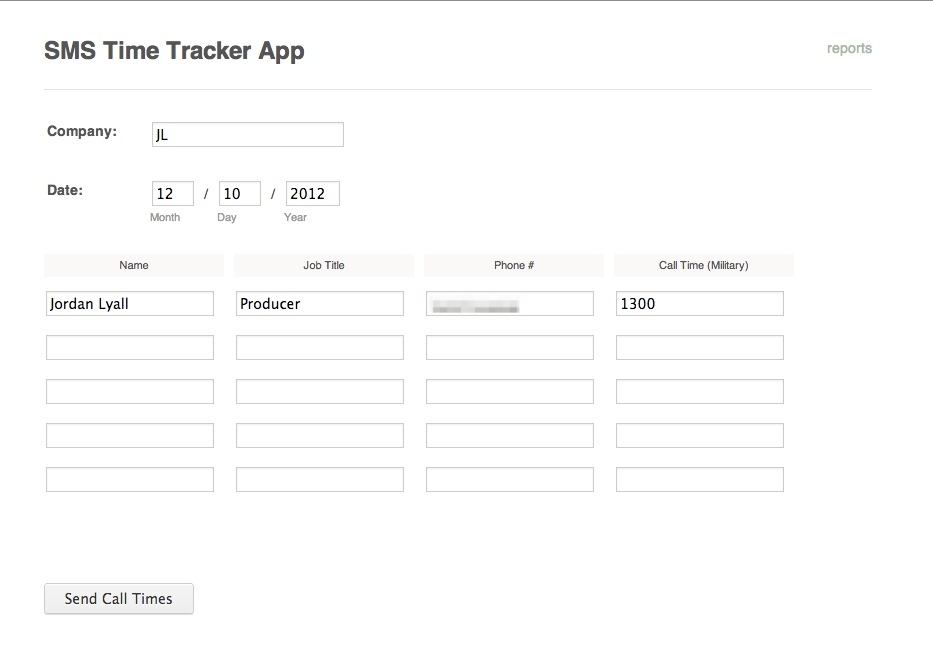 SMS Time Tracker App
reports
Company: JL
Date: 12 / 10 / 2012
Month Day Year
Name Job Title Phone # Call Time (Military)
Jordan Lyall Producer 1300
Send Call Times